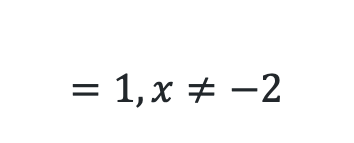 = 1, x ≠ −2